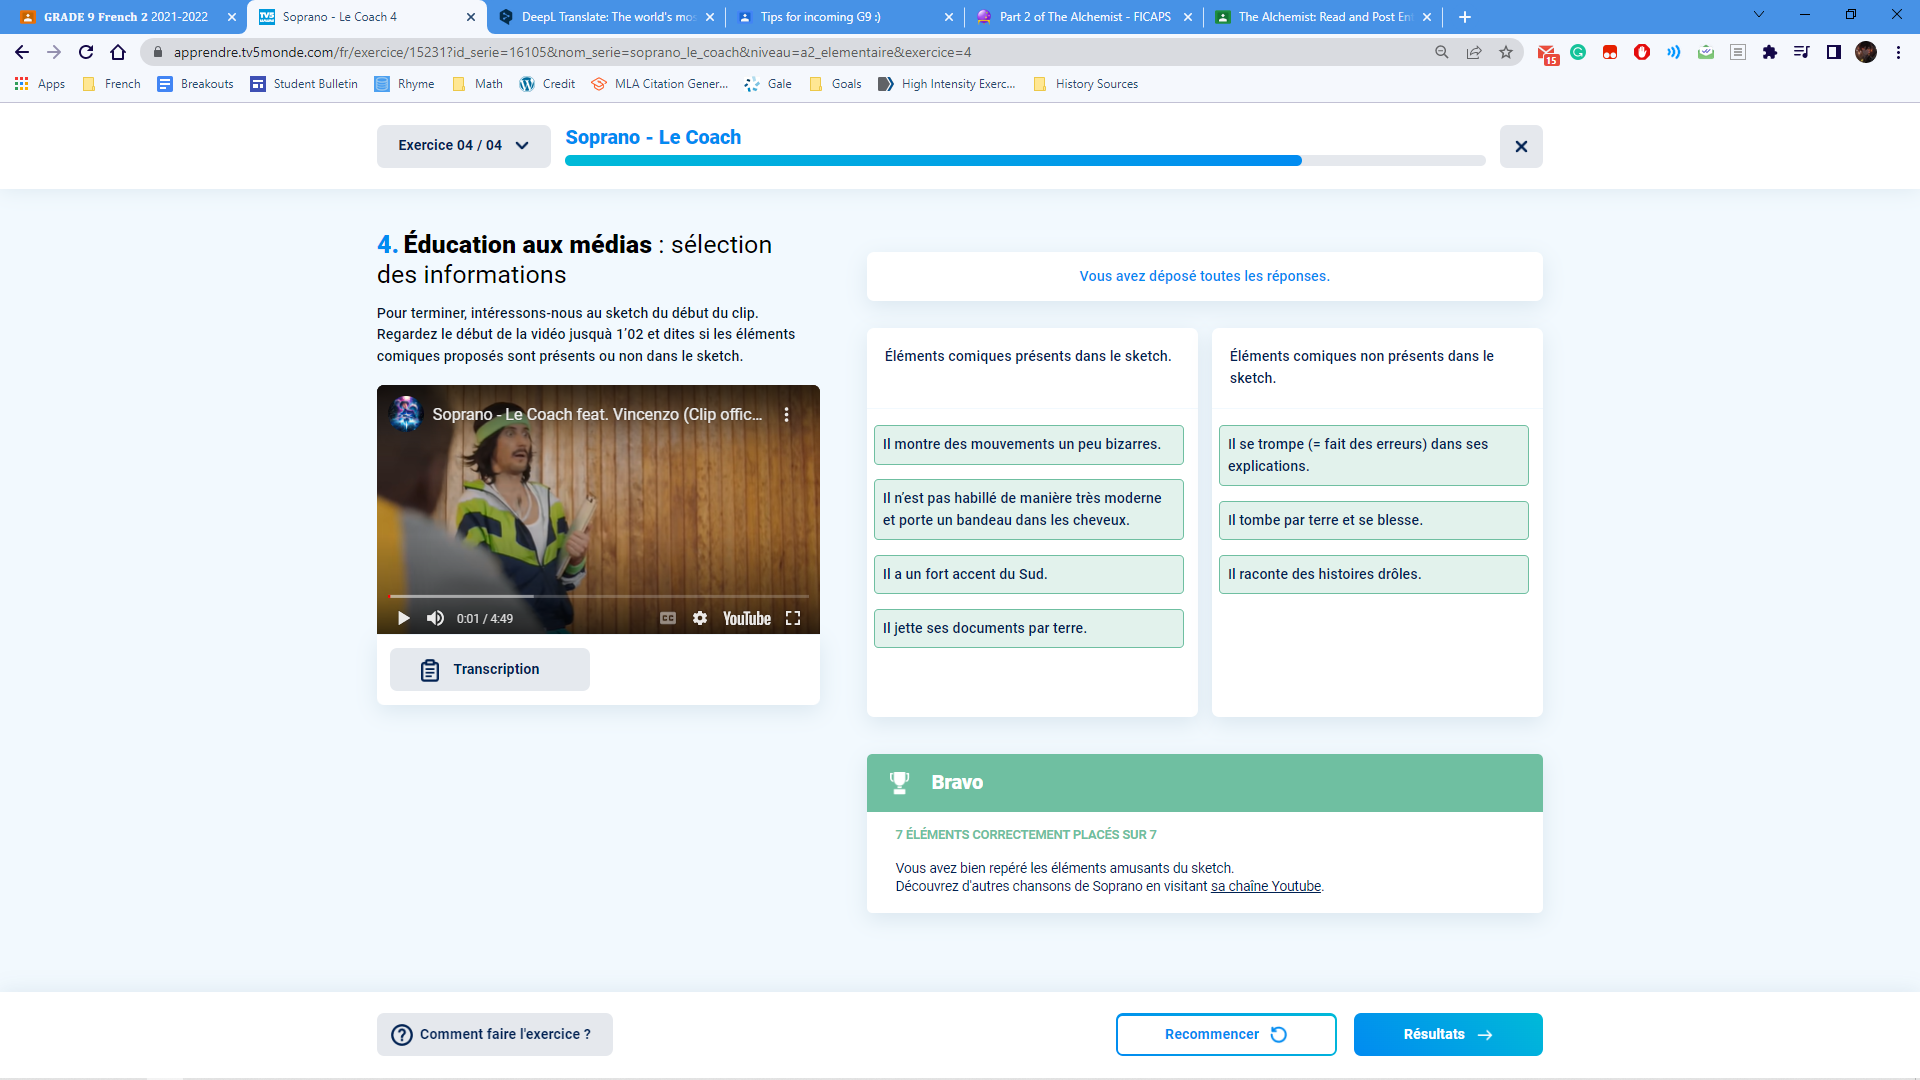 GRADE 9 French 2 2021-2022
Soprano - Le Coach 4
DeepL Translate: The world's mos
Tips for incoming G9 :)
Part 2 of The Alchemist - FICAPS
The Alchemist: Read and Post En
apprendre.tv5monde.com/fr/exercice/15231?id_serie=16105&nom_serie=soprano_le_coach&niveau=a2_elementaire&exercice=4
15
Apps
French
Breakouts
Student Bulletin
Rhyme
Math
Credit
MLA Citation Gener...
Gale
Goals
High Intensity Exerc...
History Sources
Exercice 04 / 04
Soprano - Le Coach
4. Éducation aux médias : sélection
des informations
Pour terminer, intéressons-nous au sketch du début du clip.
Regardez le début de la vidéo jusquà 1’02 et dites si les éléments
comiques proposés sont présents ou non dans le sketch.
Soprano - Le Coach feat. Vincenzo (Clip offic...
0:01 / 4:49
CC
YouTube
Transcription
Vous avez déposé toutes les réponses.
Éléments comiques présents dans le sketch.
Il montre des mouvements un peu bizarres.
Il n’est pas habillé de manière très moderne
et porte un bandeau dans les cheveux.
Il a un fort accent du Sud.
Il jette ses documents par terre.
Éléments comiques non présents dans le
sketch.
Il se trompe (= fait des erreurs) dans ses
explications.
Il tombe par terre et se blesse.
Il raconte des histoires drôles.
Bravo
7 ÉLÉMENTS CORRECTEMENT PLACÉS SUR 7
Vous avez bien repéré les éléments amusants du sketch.
Découvrez d'autres chansons de Soprano en visitant sa chaîne Youtube.
Comment faire l'exercice ?
Recommencer
Résultats